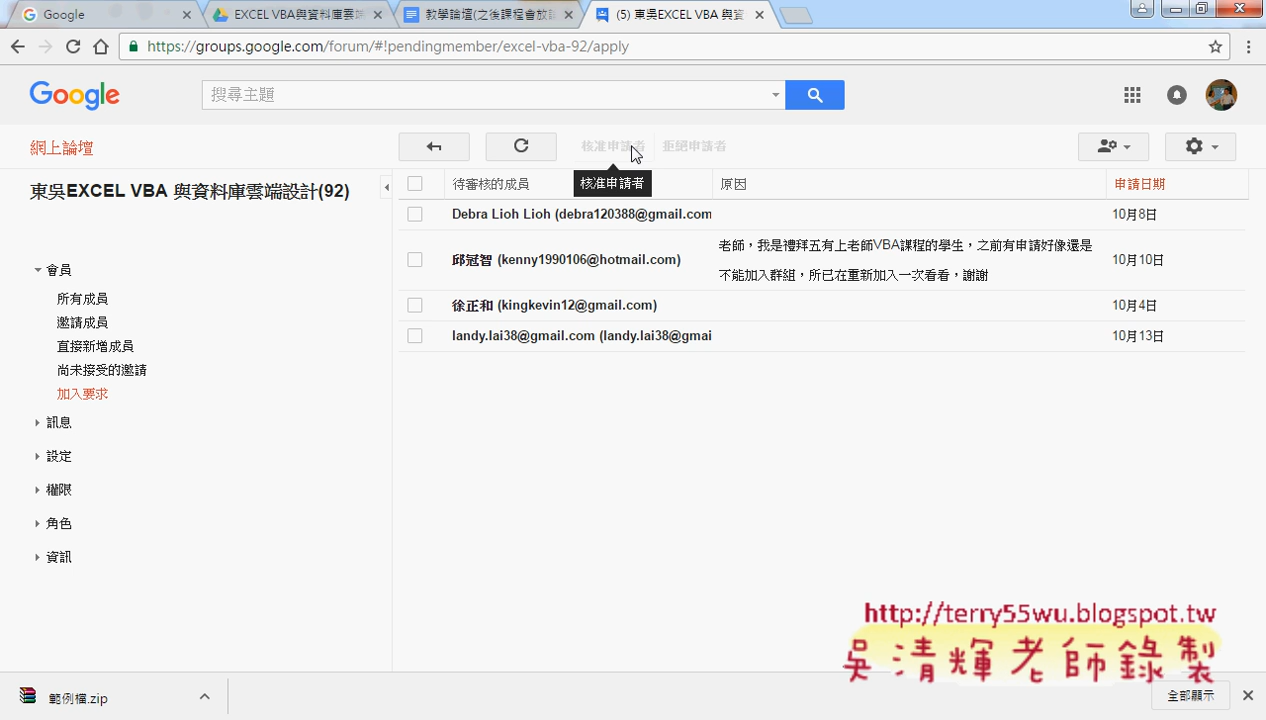 Google
EXCEL VBA與資料庫雲端
教學論壇(之後課程會放
(5) 東吳EXCEL VBA 與資
https://groups.google.com/forum/#!pendingmember/excel-vba-92/apply
Google
搜尋主題
網上論壇
核准申請者
拒絕申請者
東吳EXCEL VBA 與資料庫雲端設計(92)
待審核的成員
核准申請者
原因
申請日期
Debra Lioh Lioh (debra120388@gmail.com
10月8日
邱冠智 (kenny1990106@hotmail.com)
老師，我是禮拜五有上老師VBA課程的學生，之前有申請好像還是
不能加入群組，所已在重新加入一次看看，謝謝
10月10日
徐正和 (kingkevin12@gmail.com)
10月4日
landy.lai38@gmail.com (landy.lai38@gmai
10月13日
會員
所有成員
邀請成員
直接新增成員
尚未接受的邀請
加入要求
訊息
設定
權限
角色
資訊
http://terry55wu.blogspot.tw
吳清輝老師錄製
範例檔.zip
全部顯示